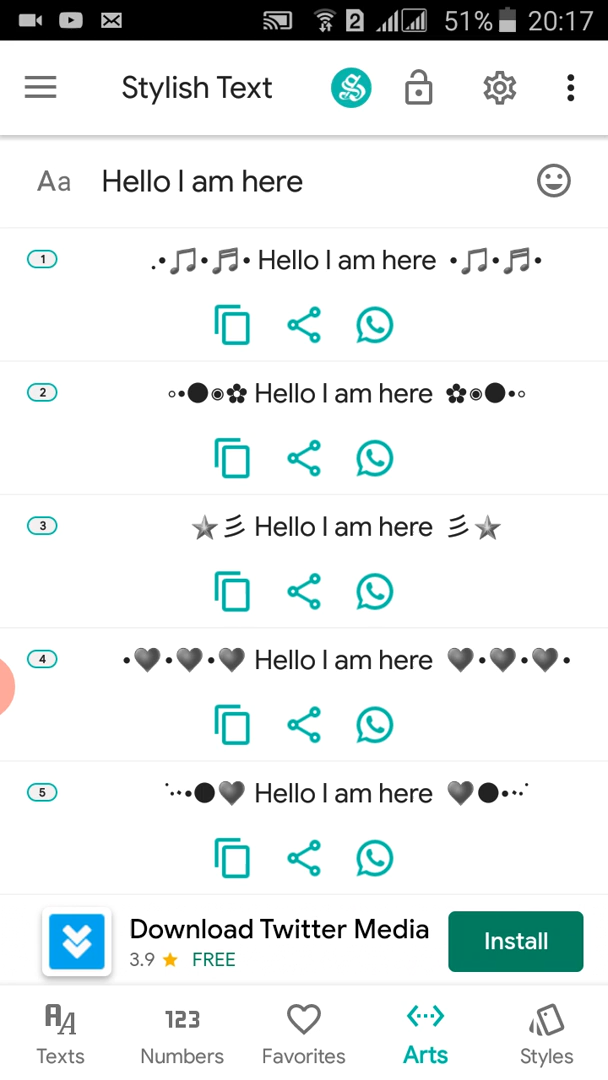 51% 20:17
Stylish Text
Aa Hello I am here
1 .•🎵•🎵• Hello I am here •🎵•🎵•
2 ◦•●◉✿ Hello I am here ✿◉●•◦
3 ★彡 Hello I am here 彡★
4 •♥•♥•♥ Hello I am here ♥•♥•♥•
5 ˙·٠•●♥ Hello I am here ♥●•٠·˙
Download Twitter Media
3.9 ★ FREE
Install
Texts Numbers Favorites Arts Styles